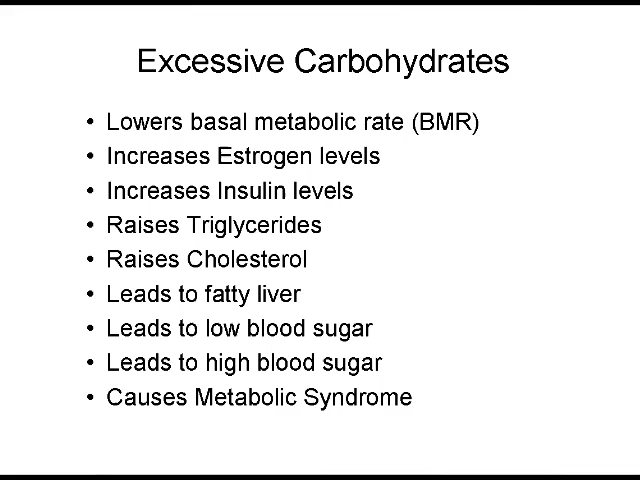 Excessive Carbohydrates
• Lowers basal metabolic rate (BMR)
• Increases Estrogen levels
• Increases Insulin levels
• Raises Triglycerides
• Raises Cholesterol
• Leads to fatty liver
• Leads to low blood sugar
• Leads to high blood sugar
• Causes Metabolic Syndrome